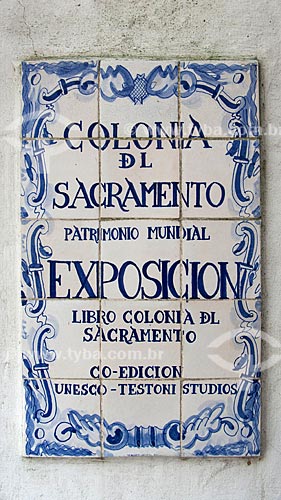 COLONIA
DL
SACRAMENTO
PATRIMONIO MUNDIAL
EXPOSICION
LIBRO COLONIA DL
SACRAMENTO
CO-EDICION
UNESCO-TESTONI STUDIOS
www.tyba.com.br